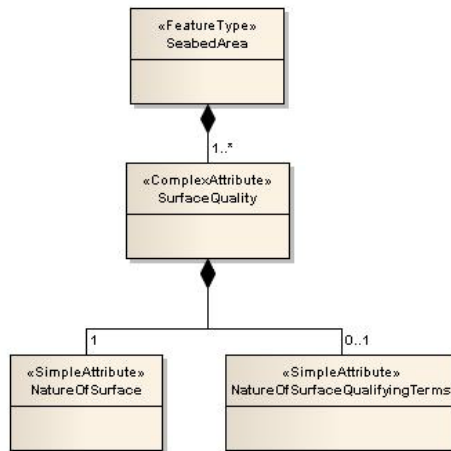 «FeatureType»
SeabedArea
1..*
«ComplexAttribute»
SurfaceQuality
1
0..1
«SimpleAttribute»
NatureOfSurface
«SimpleAttribute»
NatureOfSurfaceQualifyingTerms